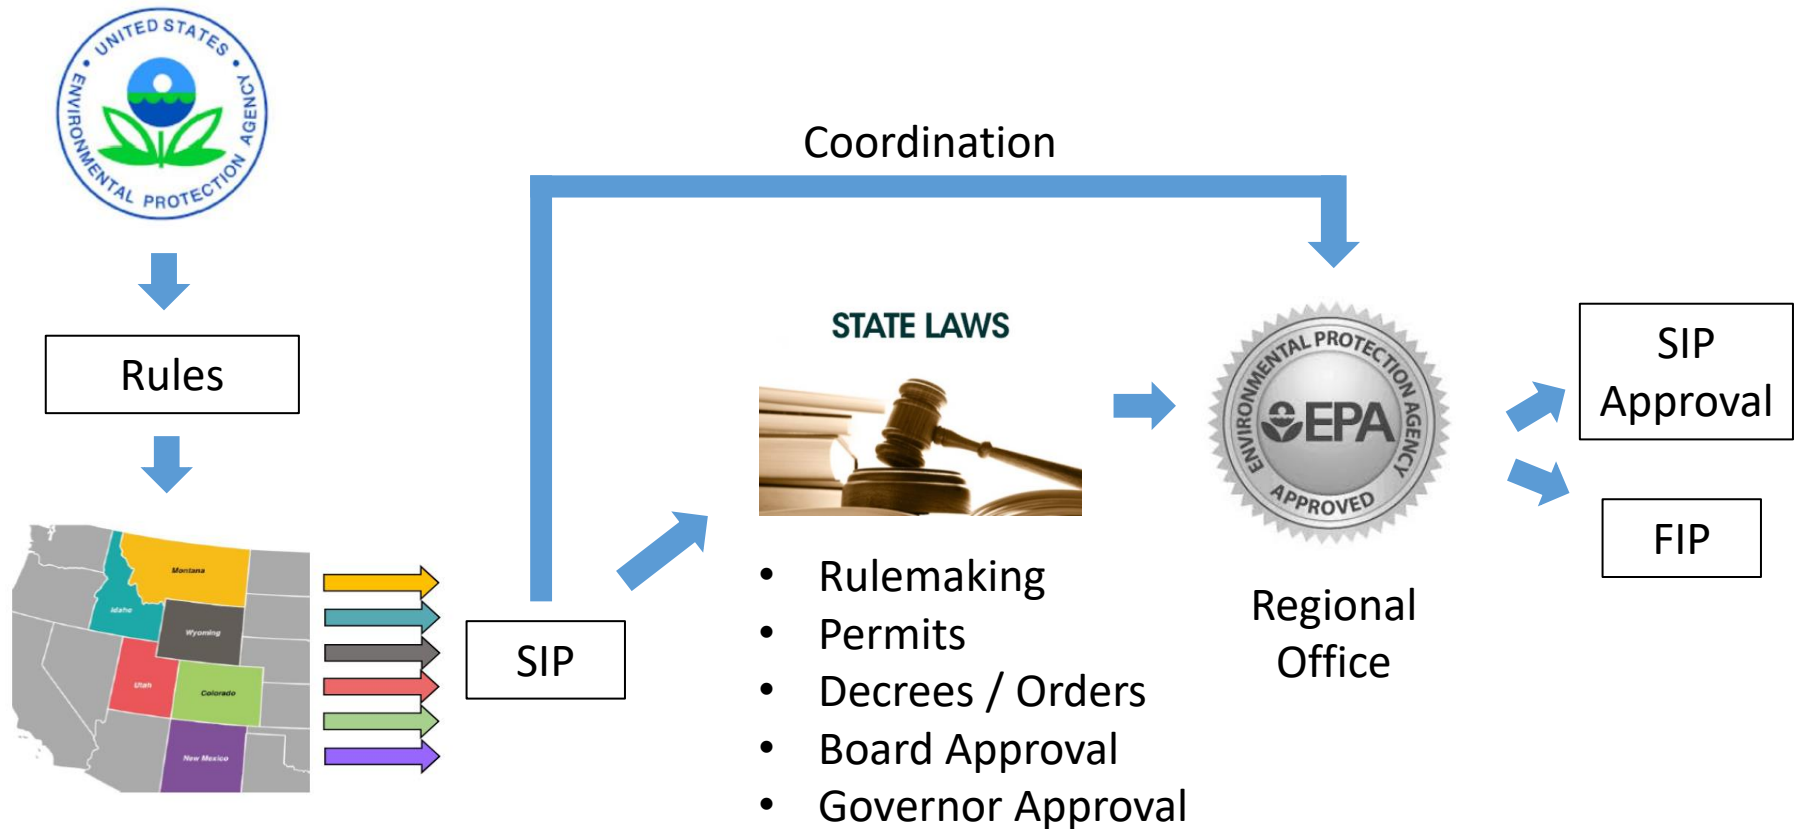 UNITED STATES
ENVIRONMENTAL PROTECTION AGENCY
Rules
Montana
Idaho
Wyoming
Utah
Colorado
New Mexico
SIP
Coordination
STATE LAWS
• Rulemaking
• Permits
• Decrees / Orders
• Board Approval
• Governor Approval
ENVIRONMENTAL PROTECTION AGENCY
EPA
APPROVED
Regional
Office
SIP
Approval
FIP